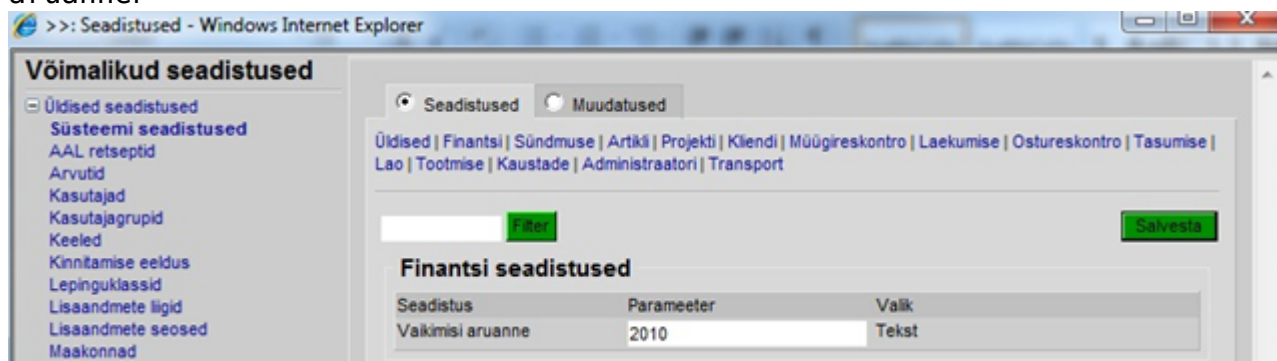 >>: Seadistused - Windows Internet Explorer
Võimalikud seadistused
Üldised seadistused
Süsteemi seadistused
AAL retseptid
Arvutid
Kasutajad
Kasutajagrupid
Keeled
Kinnitamise eeldus
Lepinguklassid
Lisaandmete liigid
Lisaandmete seosed
Maakonnad
Seadistused Muudatused
Üldised | Finantsi | Sündmuse | Artikli | Projekti | Kliendi | Müügireskontro | Laekumise | Ostureskontro | Tasumise |
Lao | Tootmise | Kaustade | Administraatori | Transport
Filter Salvesta
Finantsi seadistused
Seadistus Parameeter Valik
Vaikimisi aruanne 2010 Tekst